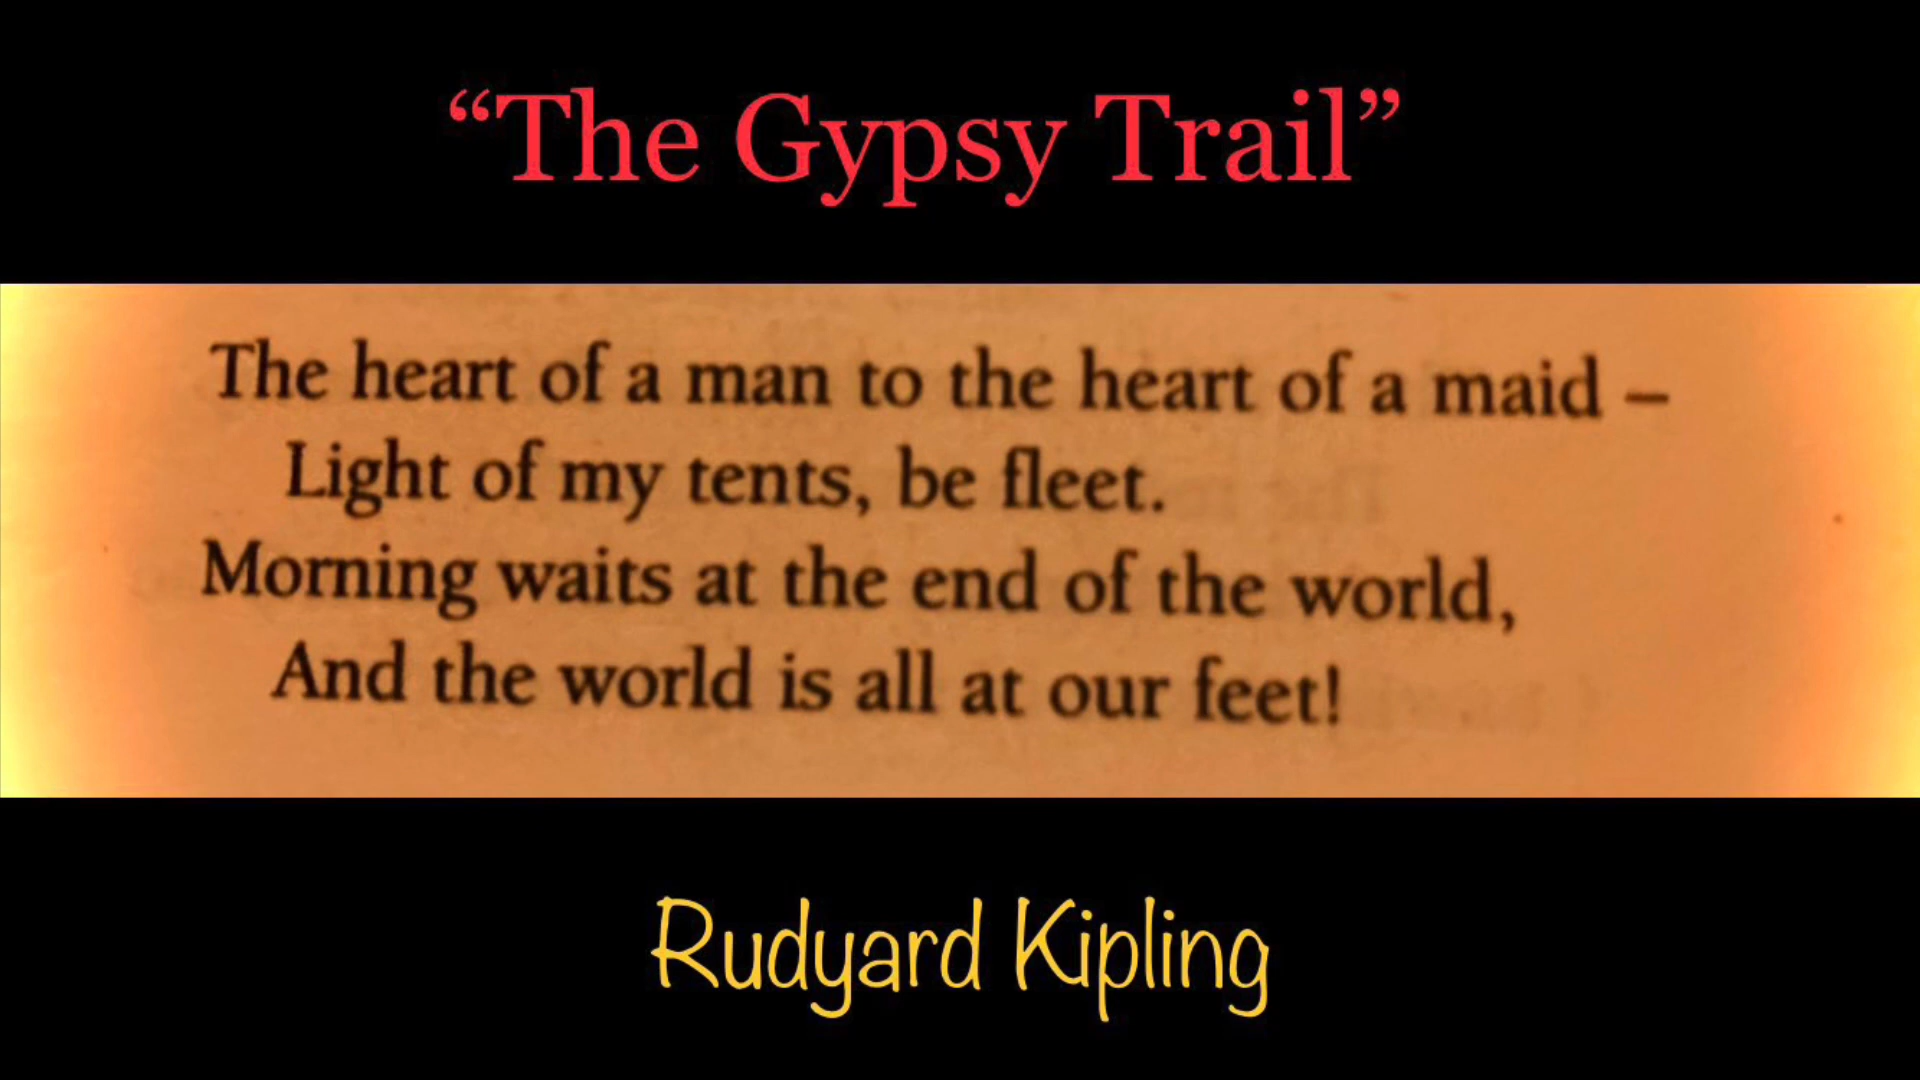 “The Gypsy Trail”
The heart of a man to the heart of a maid –
Light of my tents, be fleet.
Morning waits at the end of the world,
And the world is all at our feet!
Rudyard Kipling